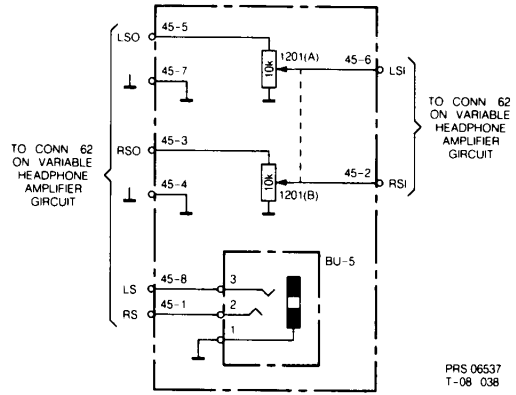 LSO
45-5
1201(A)
10k
45-6
LSI
45-7
TO CONN 62
ON VARIABLE
HEADPHONE
AMPLIFIER
GIRCUIT
TO CONN 62
ON VARIABLE
HEADPHONE
AMPLIFIER
GIRCUIT
RSO
45-3
10k
45-2
RSI
1201(B)
45-4
BU-5
LS
45-8
3
RS
45-1
2
1
PRS 06537
T-08 038